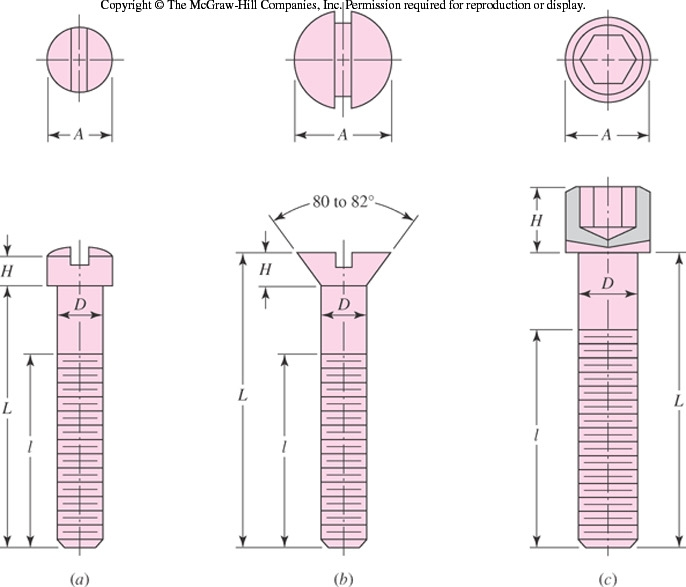 Copyright © The McGraw-Hill Companies, Inc. Permission required for reproduction or display.
A
A
A
80 to 82°
H
H
H
D
D
D
L
l
L
l
l
L
(a)
(b)
(c)